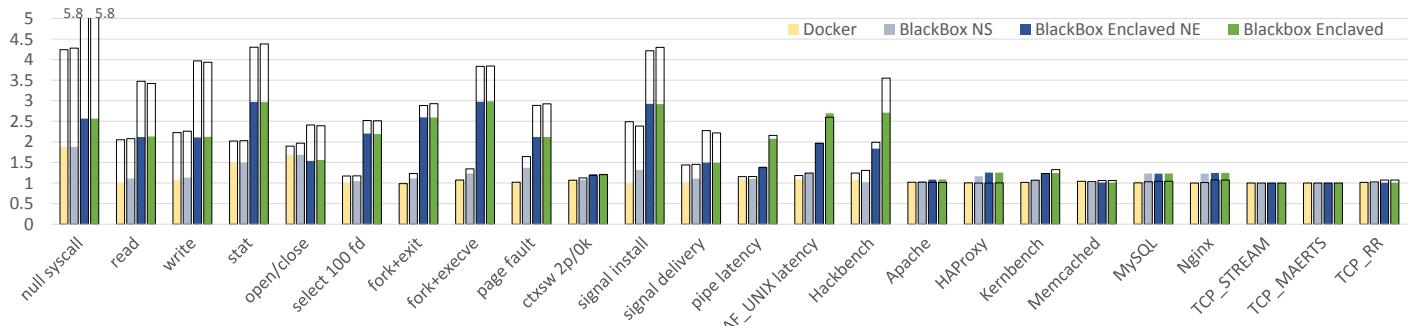 5.8 5.8
5
Docker BlackBox NS BlackBox Enclaved NE Blackbox Enclaved
4.5
4
3.5
3
2.5
2
1.5
1
0.5
0
null syscall
read
write
stat
open/close
select 100 fd
fork+exit
fork+execve
page fault
ctxsw 2p/0k
signal install
signal delivery
pipe latency
AF_UNIX latency
Hackbench
Apache
HAProxy
Kernbench
Memcached
MySQL
Nginx
TCP_STREAM
TCP_MAERTS
TCP_RR